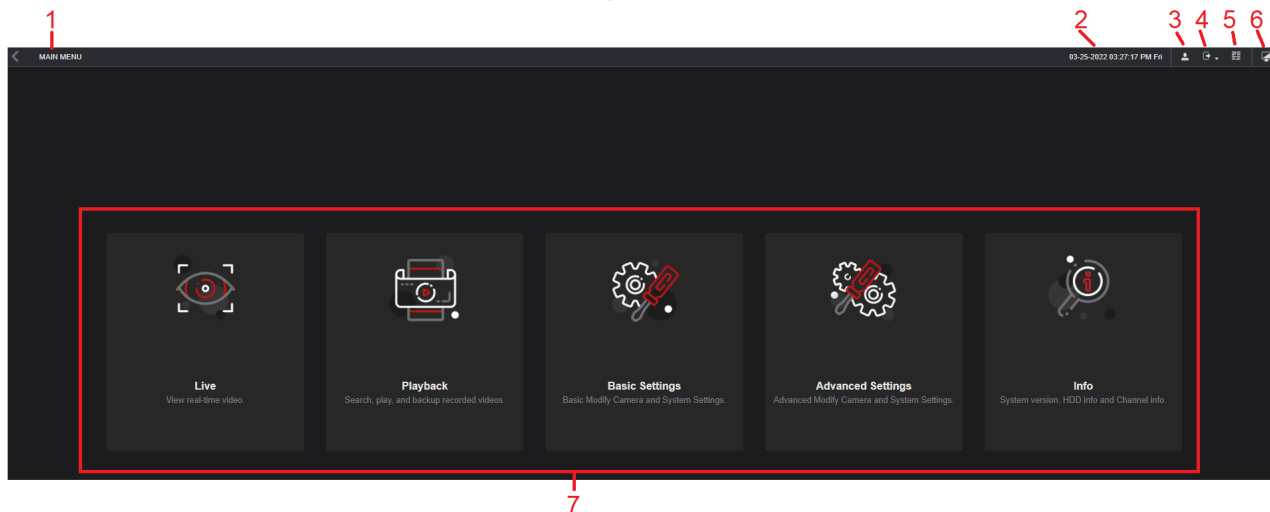 1 2 3 4 5 6
MAIN MENU 03-25-2022 03:27:17 PM Fri
Live Playback Basic Settings Advanced Settings Info
View real-time video. Search, play, and backup recorded videos. Basic Modify Camera and System Settings. Advanced Modify Camera and System Settings. System version, HDD info and Channel info.
7